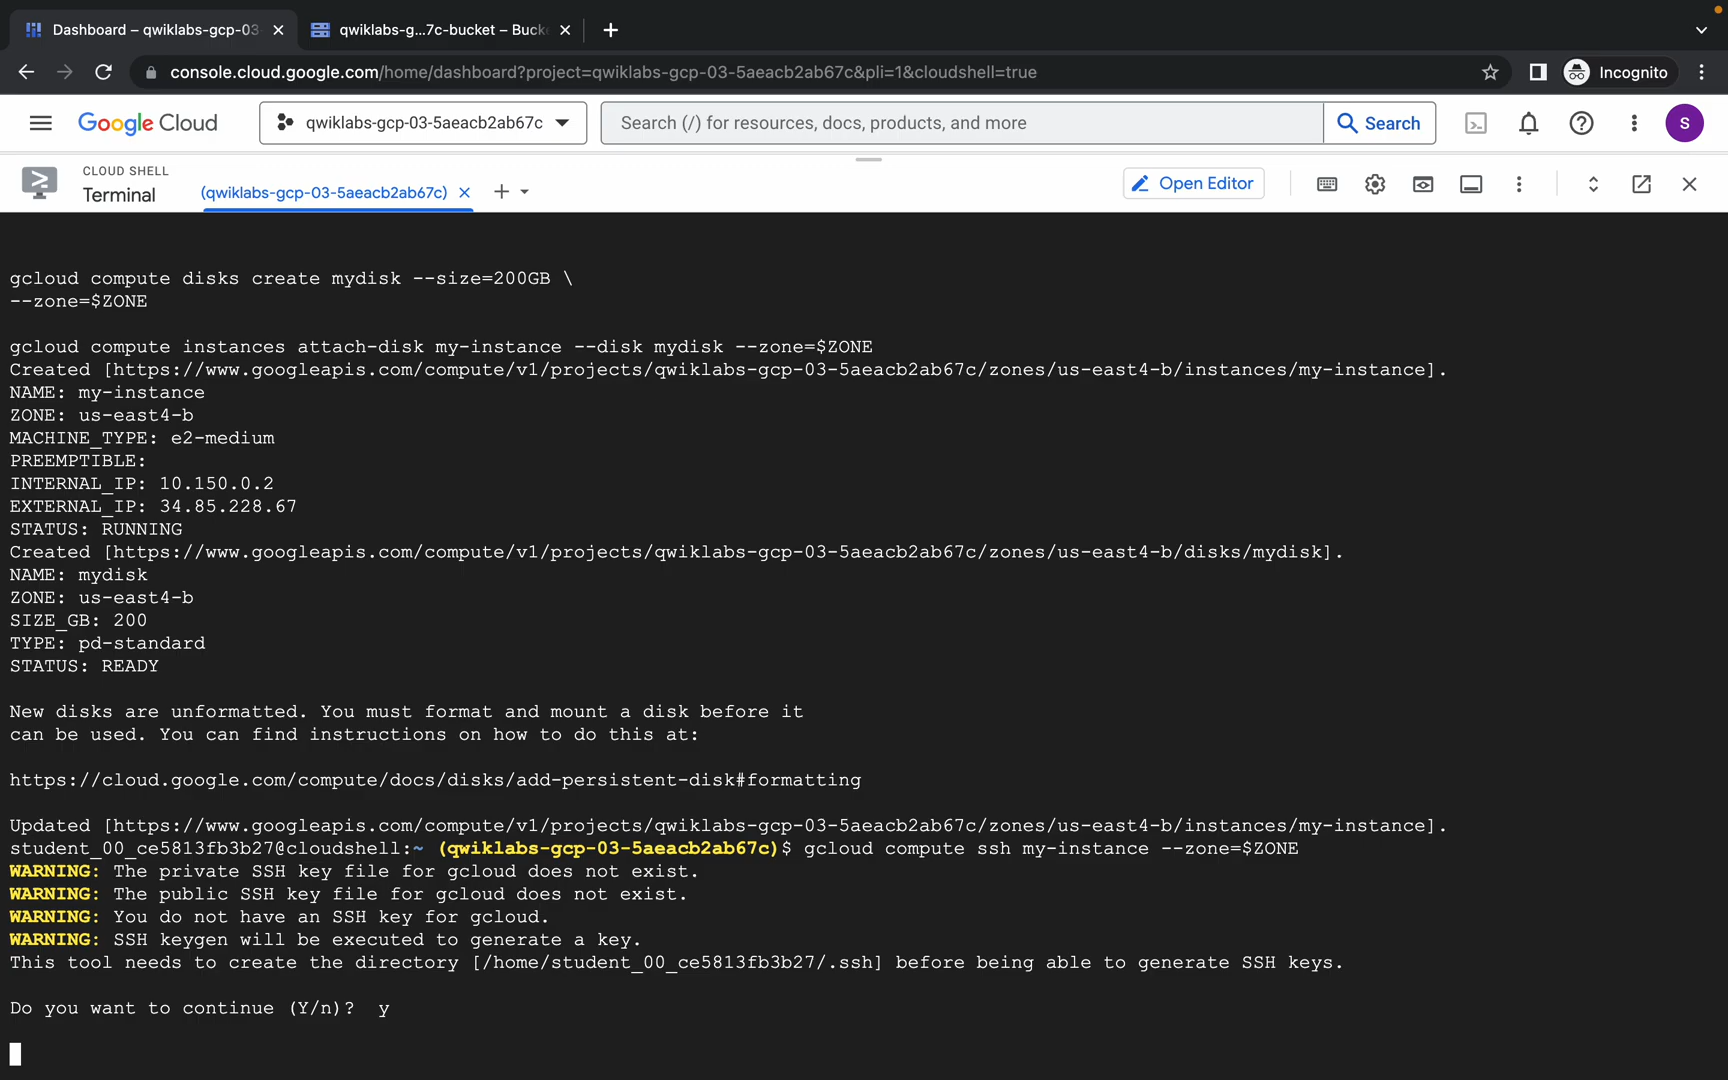 Dashboard – qwiklabs-gcp-03
qwiklabs-g...7c-bucket – Buck
console.cloud.google.com/home/dashboard?project=qwiklabs-gcp-03-5aeacb2ab67c&pli=1&cloudshell=true
Incognito
Google Cloud
qwiklabs-gcp-03-5aeacb2ab67c
Search (/) for resources, docs, products, and more
Search
S
CLOUD SHELL
Terminal
(qwiklabs-gcp-03-5aeacb2ab67c)
Open Editor
gcloud compute disks create mydisk --size=200GB \
--zone=$ZONE
gcloud compute instances attach-disk my-instance --disk mydisk --zone=$ZONE
Created [https://www.googleapis.com/compute/v1/projects/qwiklabs-gcp-03-5aeacb2ab67c/zones/us-east4-b/instances/my-instance].
NAME: my-instance
ZONE: us-east4-b
MACHINE_TYPE: e2-medium
PREEMPTIBLE:
INTERNAL_IP: 10.150.0.2
EXTERNAL_IP: 34.85.228.67
STATUS: RUNNING
Created [https://www.googleapis.com/compute/v1/projects/qwiklabs-gcp-03-5aeacb2ab67c/zones/us-east4-b/disks/mydisk].
NAME: mydisk
ZONE: us-east4-b
SIZE_GB: 200
TYPE: pd-standard
STATUS: READY
New disks are unformatted. You must format and mount a disk before it
can be used. You can find instructions on how to do this at:
https://cloud.google.com/compute/docs/disks/add-persistent-disk#formatting
Updated [https://www.googleapis.com/compute/v1/projects/qwiklabs-gcp-03-5aeacb2ab67c/zones/us-east4-b/instances/my-instance].
student_00_ce5813fb3b27@cloudshell:~ (qwiklabs-gcp-03-5aeacb2ab67c)$ gcloud compute ssh my-instance --zone=$ZONE
WARNING: The private SSH key file for gcloud does not exist.
WARNING: The public SSH key file for gcloud does not exist.
WARNING: You do not have an SSH key for gcloud.
WARNING: SSH keygen will be executed to generate a key.
This tool needs to create the directory [/home/student_00_ce5813fb3b27/.ssh] before being able to generate SSH keys.
Do you want to continue (Y/n)?  y